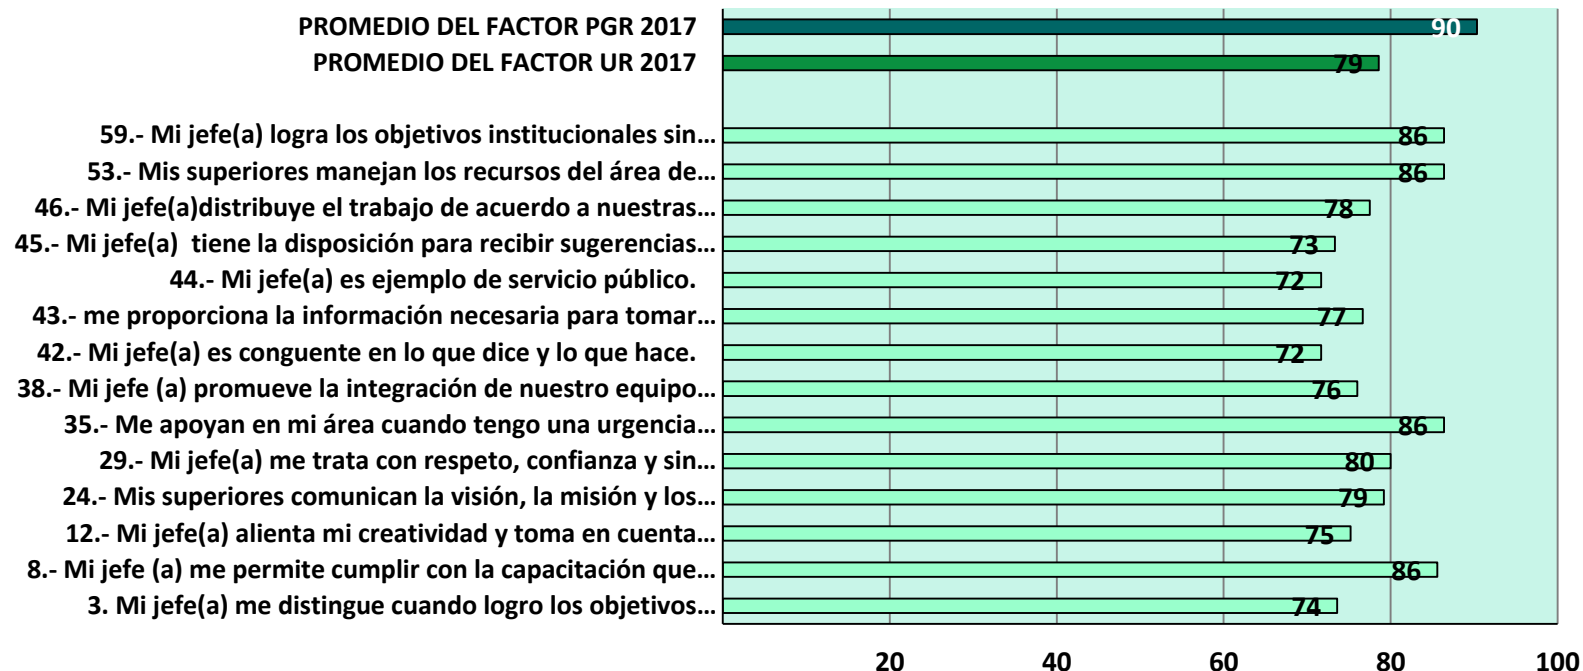 PROMEDIO DEL FACTOR PGR 2017 90
PROMEDIO DEL FACTOR UR 2017 79
59.- Mi jefe(a) logra los objetivos institucionales sin... 86
53.- Mis superiores manejan los recursos del área de... 86
46.- Mi jefe(a)distribuye el trabajo de acuerdo a nuestras... 78
45.- Mi jefe(a)  tiene la disposición para recibir sugerencias... 73
44.- Mi jefe(a) es ejemplo de servicio público. 72
43.- me proporciona la información necesaria para tomar... 77
42.- Mi jefe(a) es conguente en lo que dice y lo que hace. 72
38.- Mi jefe (a) promueve la integración de nuestro equipo... 76
35.- Me apoyan en mi área cuando tengo una urgencia... 86
29.- Mi jefe(a) me trata con respeto, confianza y sin... 80
24.- Mis superiores comunican la visión, la misión y los... 79
12.- Mi jefe(a) alienta mi creatividad y toma en cuenta... 75
8.- Mi jefe (a) me permite cumplir con la capacitación que... 86
3. Mi jefe(a) me distingue cuando logro los objetivos... 74
20 40 60 80 100